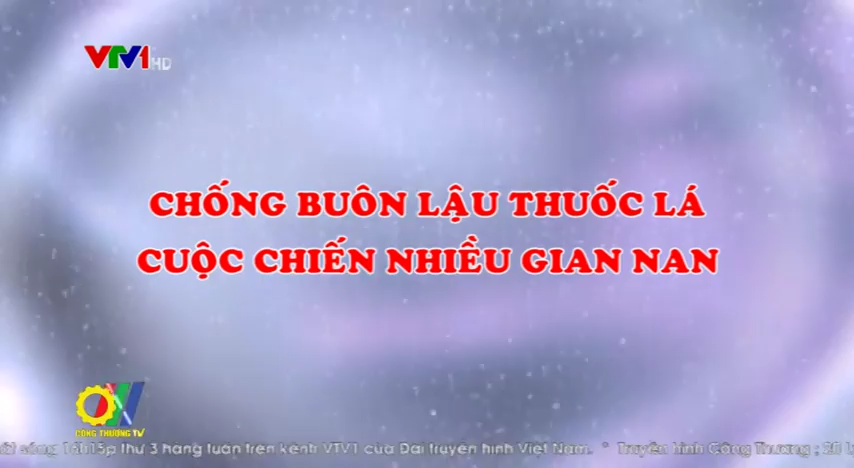 VTV1 HD
CHỐNG BUÔN LẬU THUỐC LÁ
CUỘC CHIẾN NHIỀU GIAN NAN
CÔNG THƯƠNG TV
thứ 3 hàng tuần trên kênh VTV1 của Đài truyền hình Việt Nam. * Truyền hình Công Thương ; 20